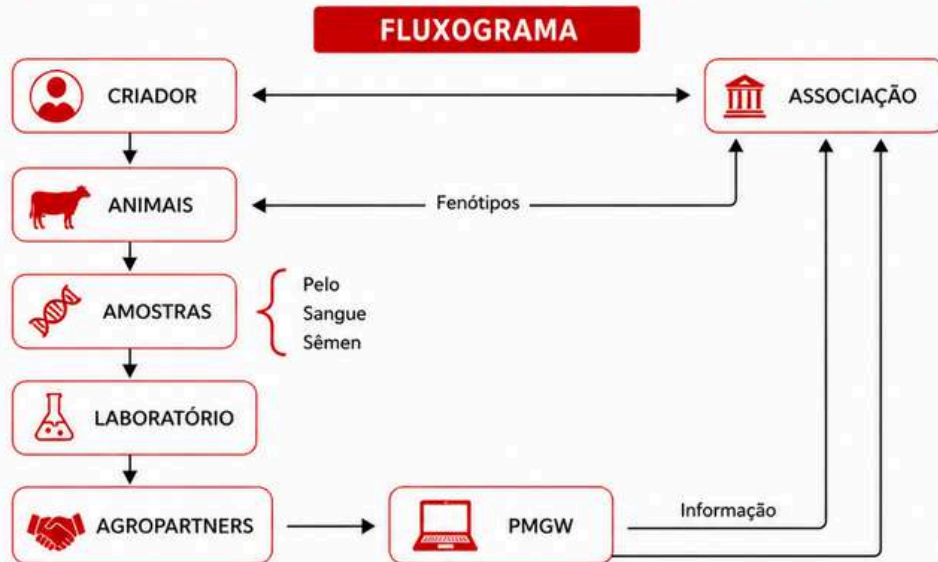 FLUXOGRAMA
CRIADOR
ASSOCIAÇÃO
ANIMAIS
Fenótipos
AMOSTRAS
Pelo
Sangue
Sêmen
LABORATÓRIO
AGROPARTNERS
PMGW
Informação